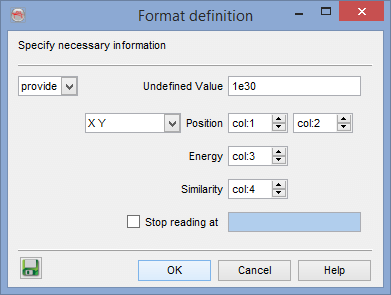 Format definition
Specify necessary information
provide Undefined Value 1e30
X Y Position col:1 col:2
Energy col:3
Similarity col:4
Stop reading at
OK Cancel Help